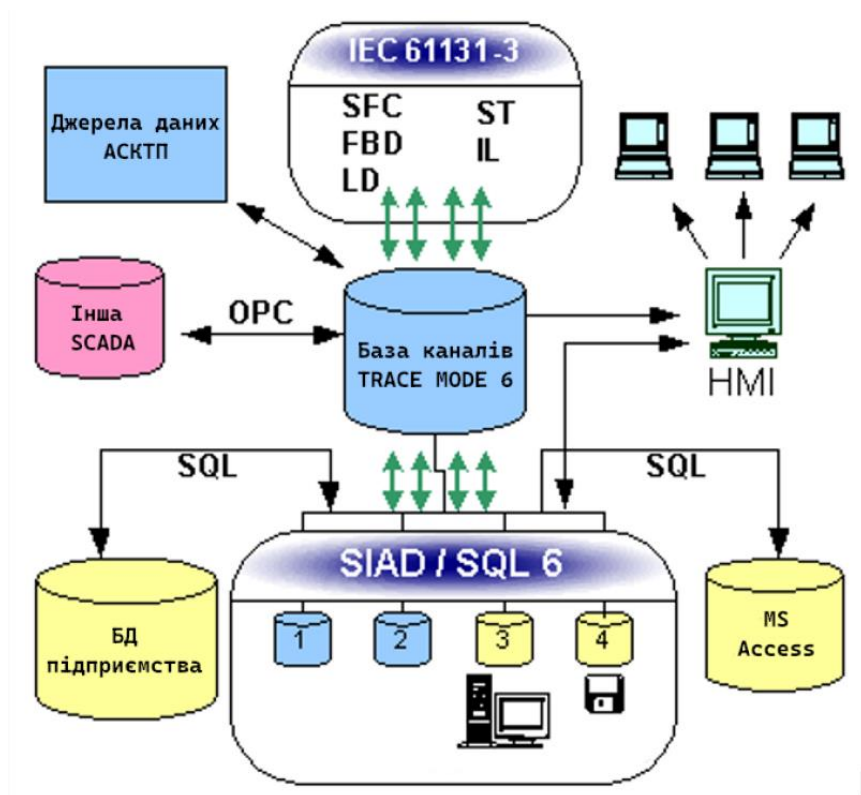 IEC 61131-3
SFC
FBD
LD
ST
IL
Джерела даних
АСКТП
Інша
SCADA
OPC
База каналів
TRACE MODE 6
HMI
SQL
SQL
SIAD / SQL 6
1
2
3
4
БД
підприємства
MS
Access